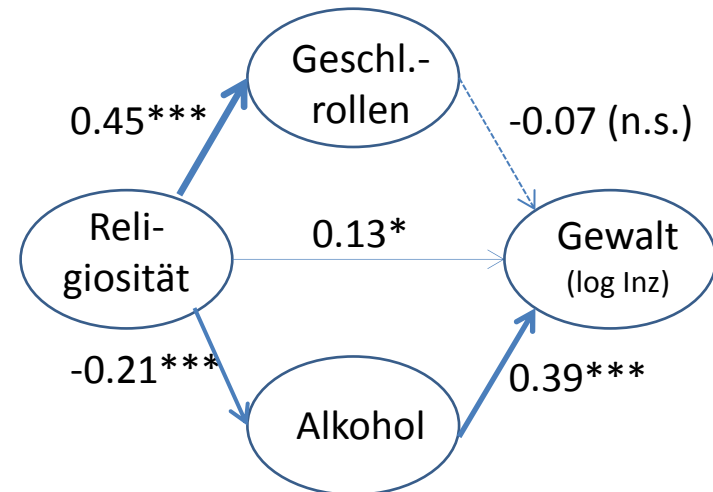 Geschl.-
rollen
0.45***
-0.07 (n.s.)
Reli-
giosität
0.13*
Gewalt
(log Inz)
-0.21***
0.39***
Alkohol